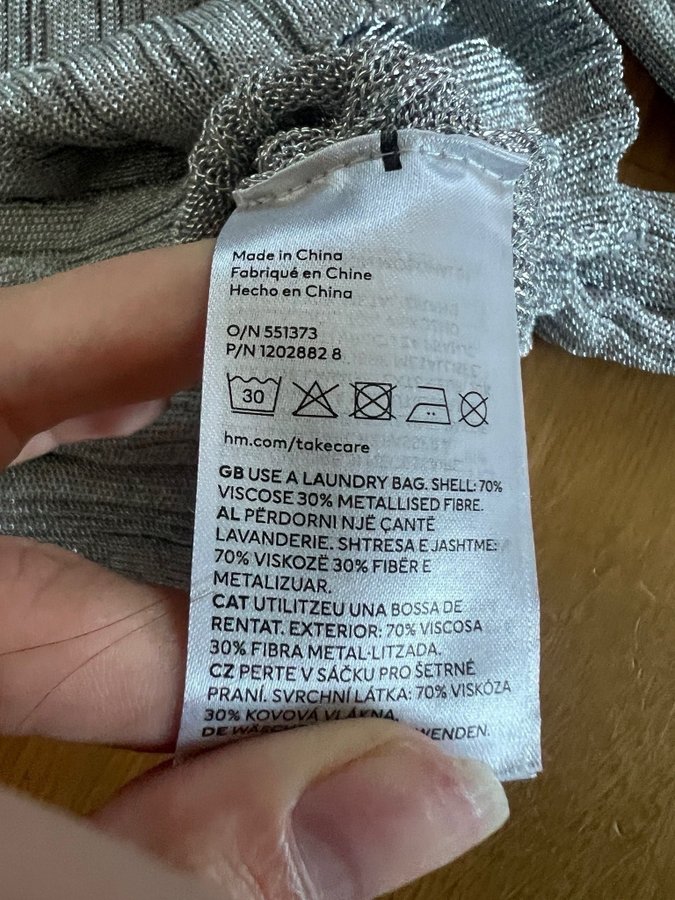 Made in China
Fabriqué en Chine
Hecho en China
O/N 551373
P/N 1202882 8
30
hm.com/takecare
GB USE A LAUNDRY BAG. SHELL: 70%
VISCOSE 30% METALLISED FIBRE.
AL PËRDORNI NJË ÇANTË
LAVANDERIE. SHTRESA E JASHTME:
70% VISKOZË 30% FIBËR E
METALIZUAR.
CAT UTILITZEU UNA BOSSA DE
RENTAT. EXTERIOR: 70% VISCOSA
30% FIBRA METAL·LITZADA.
CZ PERTE V SÁČKU PRO ŠETRNÉ
PRANÍ. SVRCHNÍ LÁTKA: 70% VISKÓZA
30% KOVOVÁ VLÁKNA.
DE